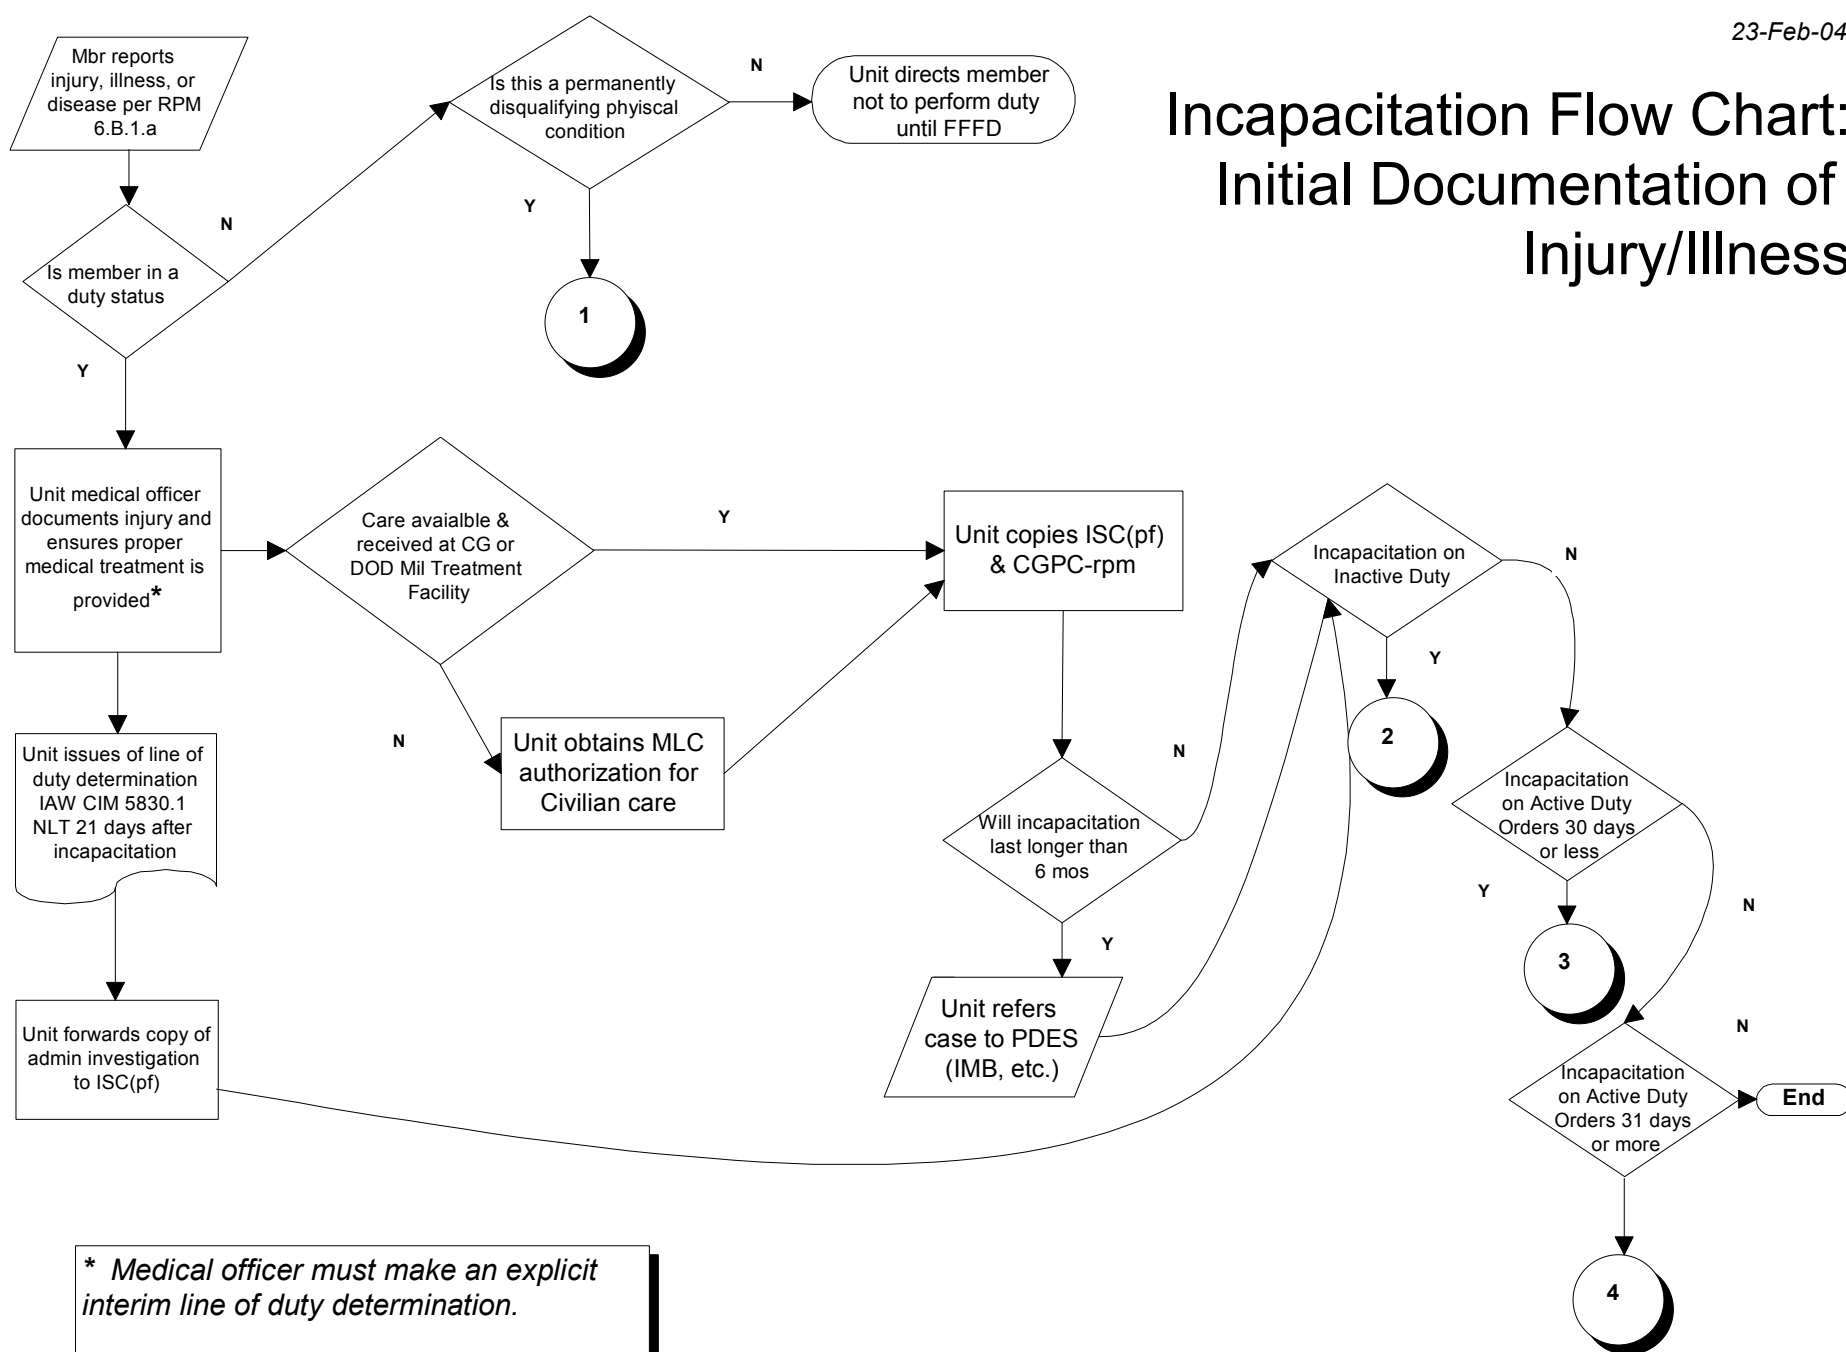 23-Feb-04
Incapacitation Flow Chart:
Initial Documentation of
Injury/Illness
Mbr reports
injury, illness, or
disease per RPM
6.B.1.a
Is this a permanently
disqualifying phyiscal
condition
N
Unit directs member
not to perform duty
until FFFD
N
Y
Is member in a
duty status
1
Y
Unit medical officer
documents injury and
ensures proper
medical treatment is
provided*
Care avaialble &
received at CG or
DOD Mil Treatment
Facility
Y
Unit copies ISC(pf)
& CGPC-rpm
Incapacitation on
Inactive Duty
N
Y
2
N
Unit obtains MLC
authorization for
Civilian care
Unit issues of line of
duty determination
IAW CIM 5830.1
NLT 21 days after
incapacitation
N
Will incapacitation
last longer than
6 mos
Y
Incapacitation
on Active Duty
Orders 30 days
or less
Y
N
3
Unit refers
case to PDES
(IMB, etc.)
Unit forwards copy of
admin investigation
to ISC(pf)
N
Incapacitation
on Active Duty
Orders 31 days
or more
End
4
* Medical officer must make an explicit
interim line of duty determination.